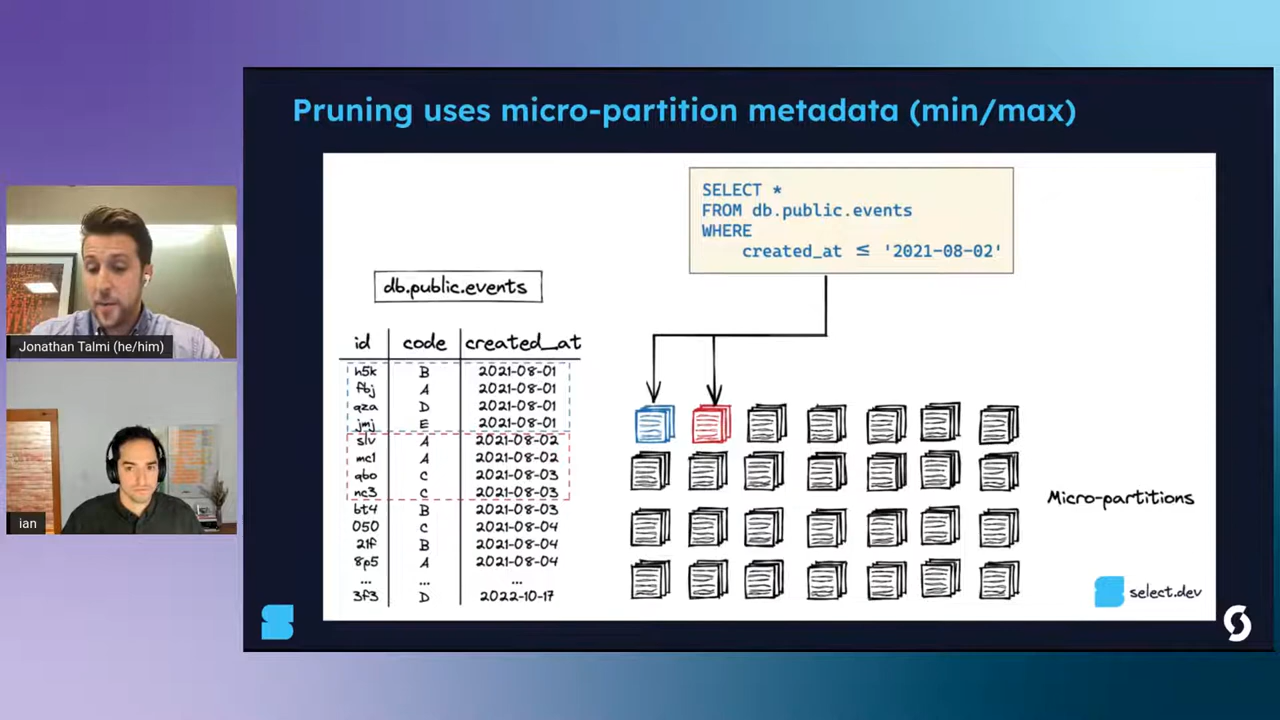 Pruning uses micro-partition metadata (min/max)
SELECT *
FROM db.public.events
WHERE
created_at ≤ '2021-08-02'
db.public.events
id code created_at
h5k B 2021-08-01
fbj A 2021-08-01
qza D 2021-08-01
jmj E 2021-08-01
slv A 2021-08-02
mc1 A 2021-08-02
qbo C 2021-08-03
nc3 C 2021-08-03
bt4 B 2021-08-03
050 C 2021-08-04
21f B 2021-08-04
8p5 A 2021-08-04
... ... ...
3f3 D 2022-10-17
Micro-partitions
select.dev
Jonathan Talmi (he/him)
ian